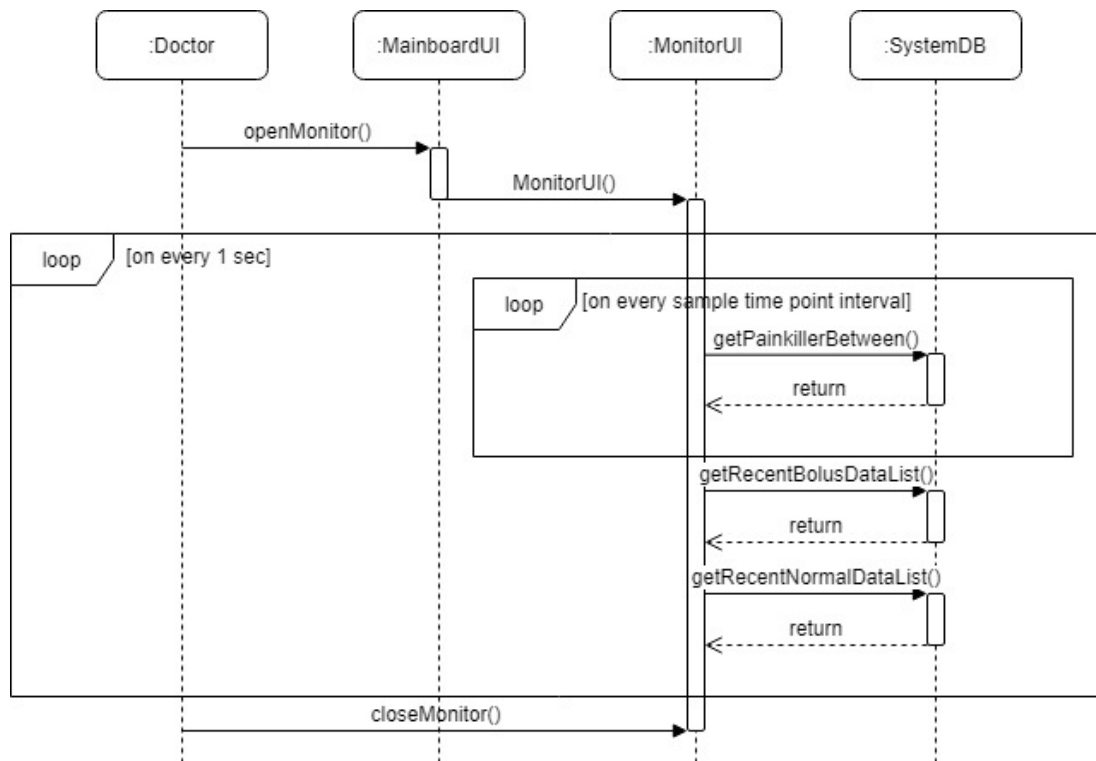 :Doctor
:MainboardUI
:MonitorUI
:SystemDB
openMonitor()
MonitorUI()
loop
[on every 1 sec]
loop
[on every sample time point interval]
getPainkillerBetween()
return
getRecentBolusDataList()
return
getRecentNormalDataList()
return
closeMonitor()